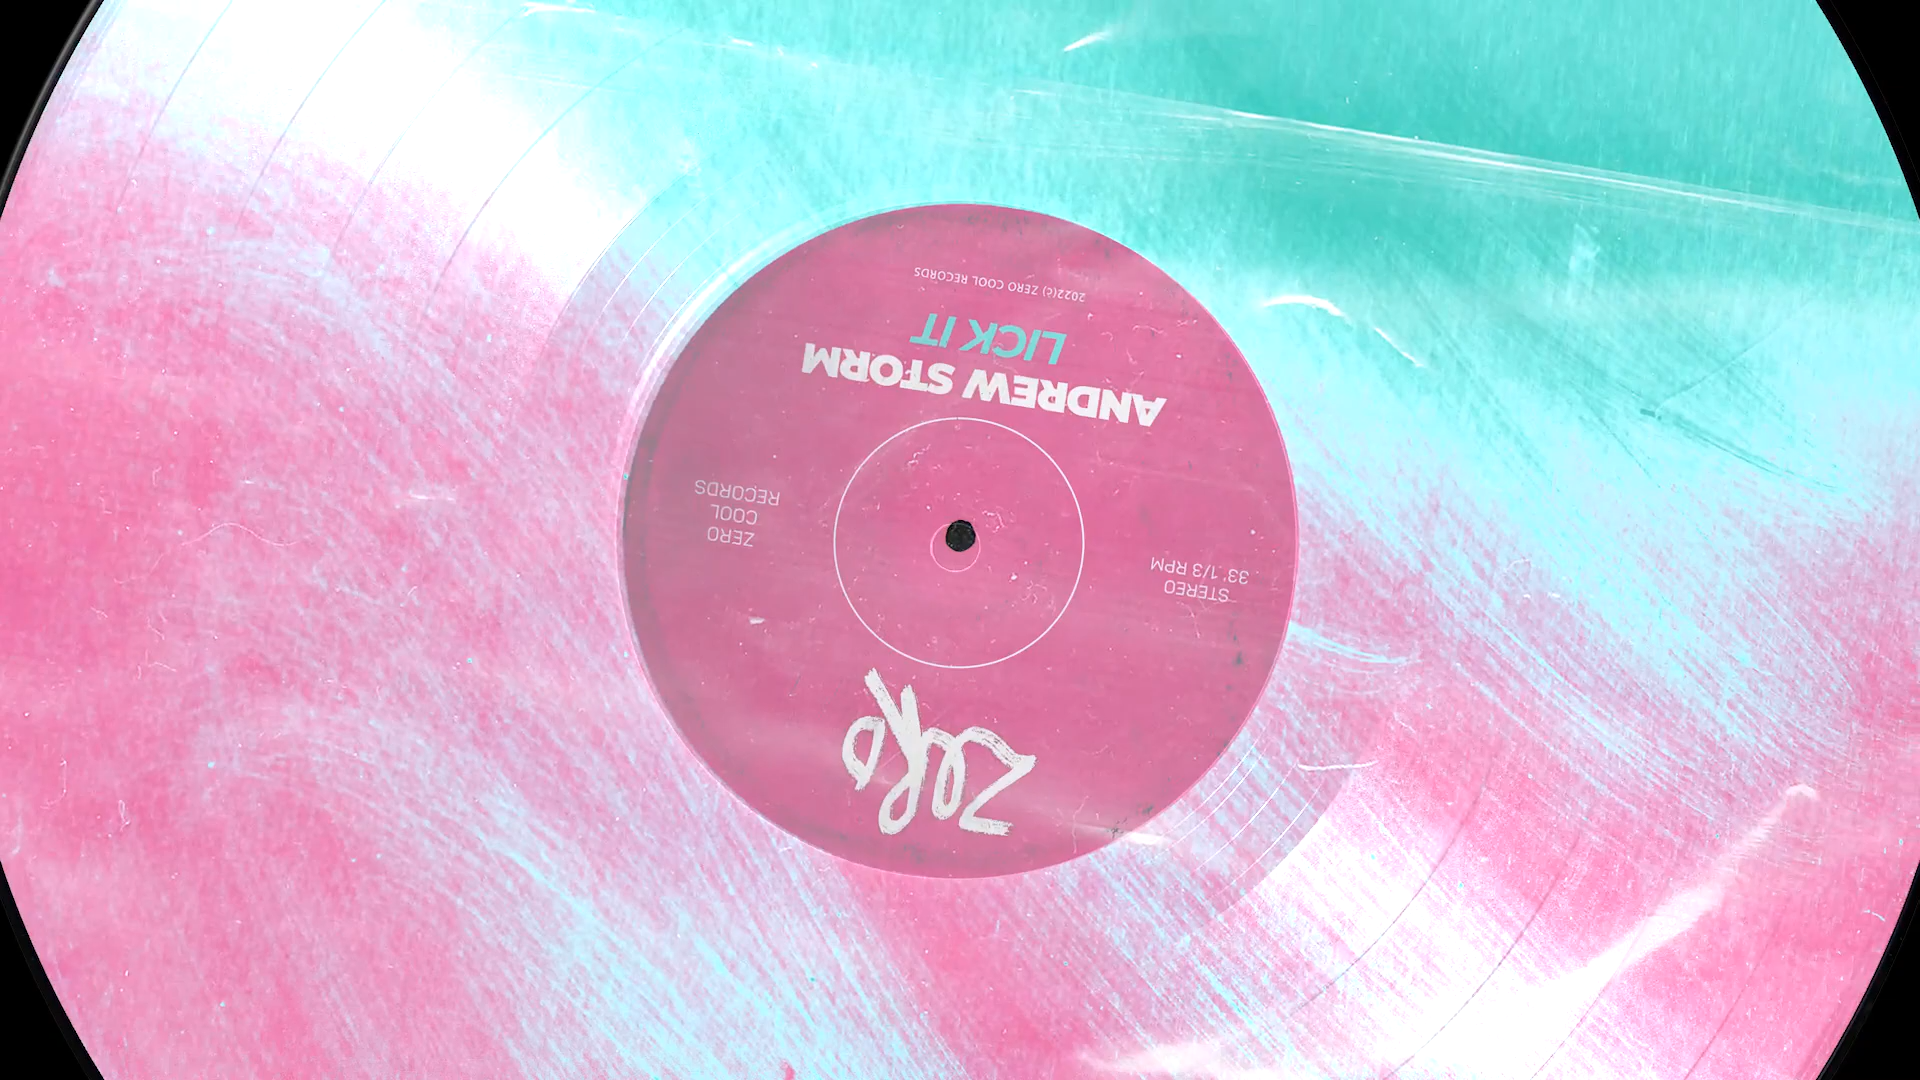 Zero
ZERO
COOL
RECORDS
STEREO
33' 1/3 RPM
ANDREW STORM
LICK IT
2022(c) ZERO COOL RECORDS